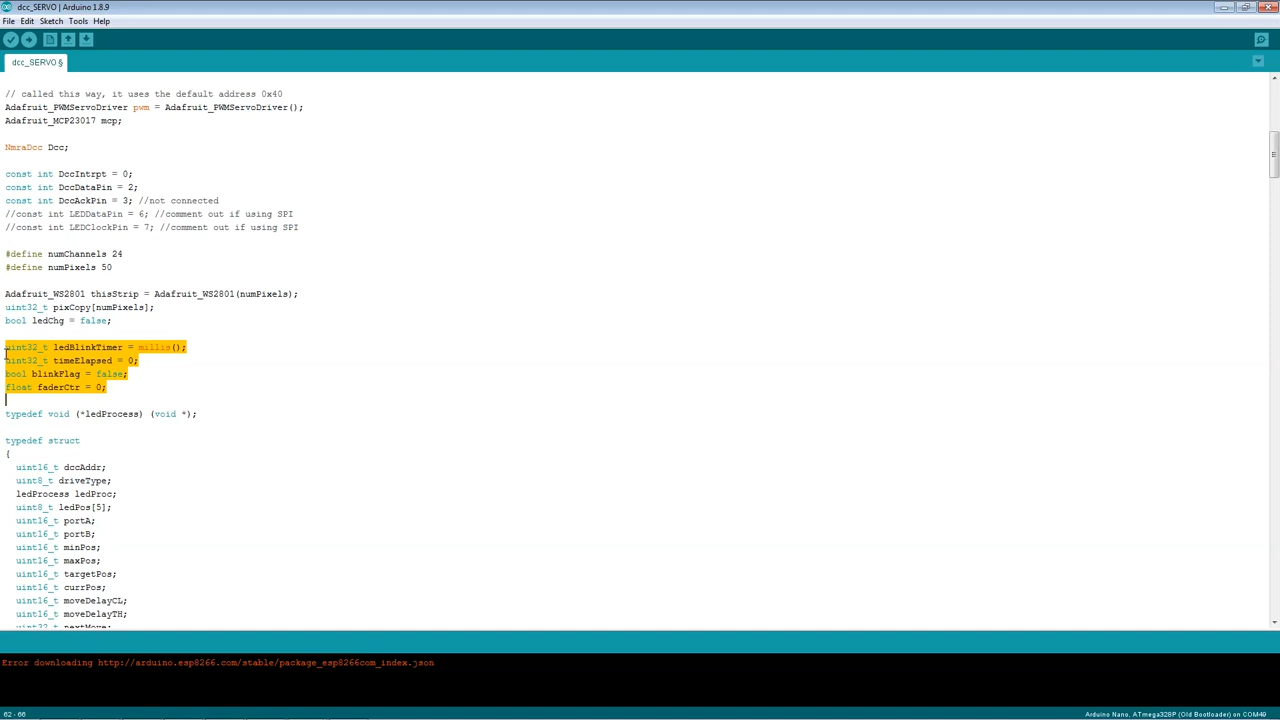 dcc_SERVO | Arduino 1.8.9
File Edit Sketch Tools Help
dcc_SERVO §
// called this way, it uses the default address 0x40
Adafruit_PWMServoDriver pwm = Adafruit_PWMServoDriver();
Adafruit_MCP23017 mcp;
NmraDcc Dcc;
const int DccIntrpt = 0;
const int DccDataPin = 2;
const int DccAckPin = 3; //not connected
//const int LEDDataPin = 6; //comment out if using SPI
//const int LEDClockPin = 7; //comment out if using SPI
#define numChannels 24
#define numPixels 50
Adafruit_WS2801 thisStrip = Adafruit_WS2801(numPixels);
uint32_t pixCopy[numPixels];
bool ledChg = false;
uint32_t ledBlinkTimer = millis();
uint32_t timeElapsed = 0;
bool blinkFlag = false;
float faderCtr = 0;
typedef void (*ledProcess) (void *);
typedef struct
{
uint16_t dccAddr;
uint8_t driveType;
ledProcess ledProc;
uint8_t ledPos[5];
uint16_t portA;
uint16_t portB;
uint16_t minPos;
uint16_t maxPos;
uint16_t targetPos;
uint16_t currPos;
uint16_t moveDelayCL;
uint16_t moveDelayTH;
uint32_t nextMove;
Error downloading http://arduino.esp8266.com/stable/package_esp8266com_index.json
62 - 66
Arduino Nano, ATmega328P (Old Bootloader) on COM49